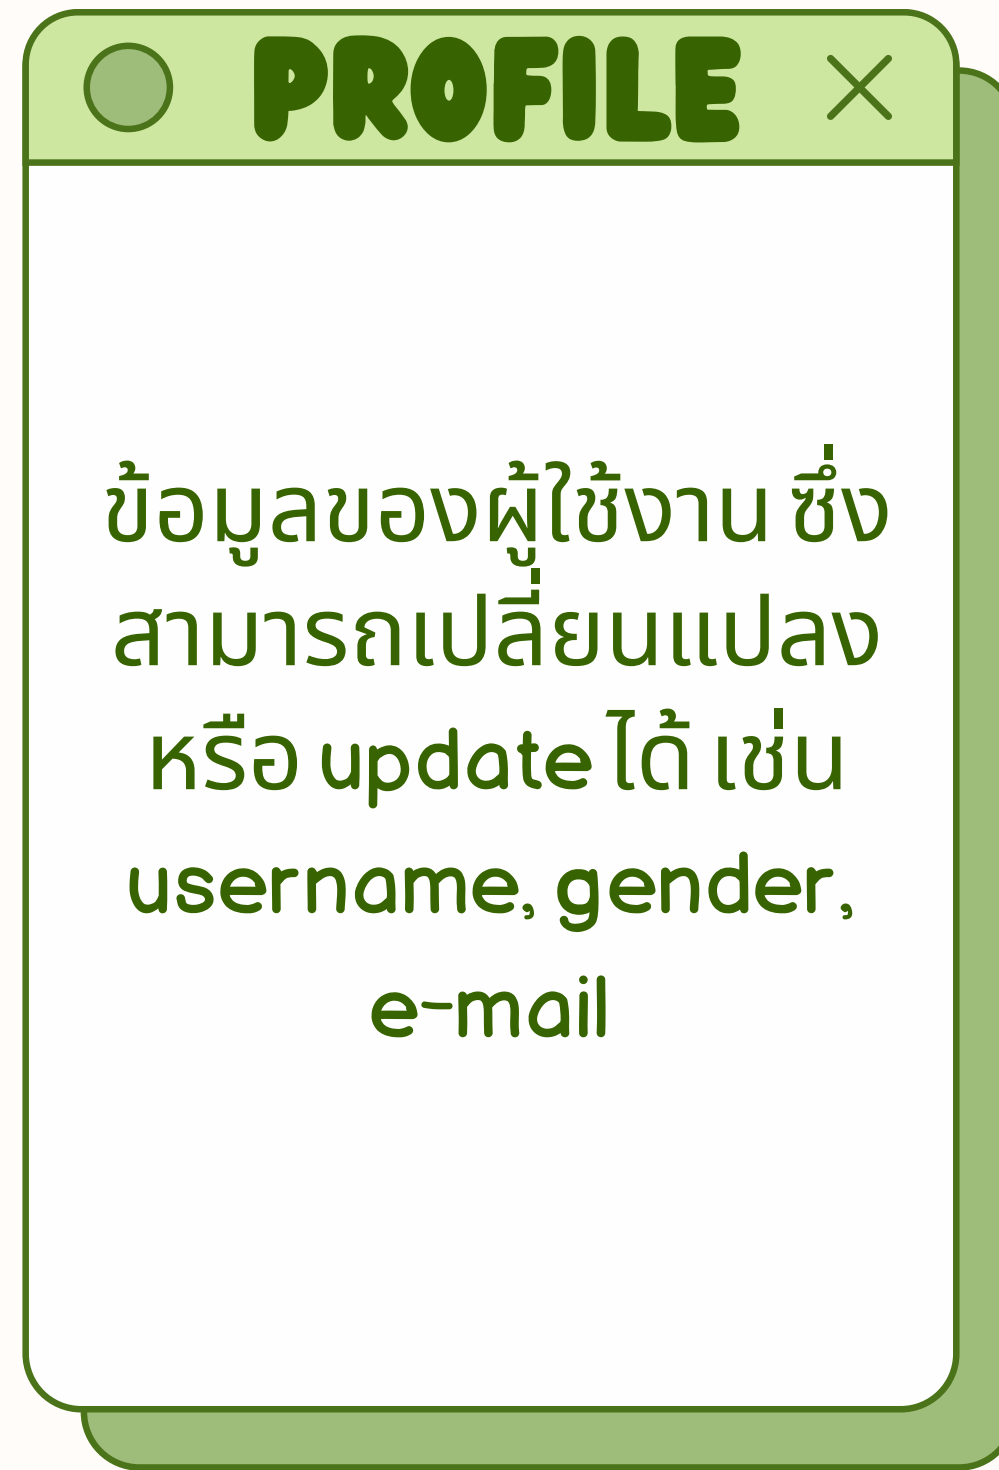 PROFILE
ข้อมูลของผู้ใช้งาน ซึ่ง
สามารถเปลี่ยนแปลง
หรือ update ได้ เช่น
username, gender,
e-mail